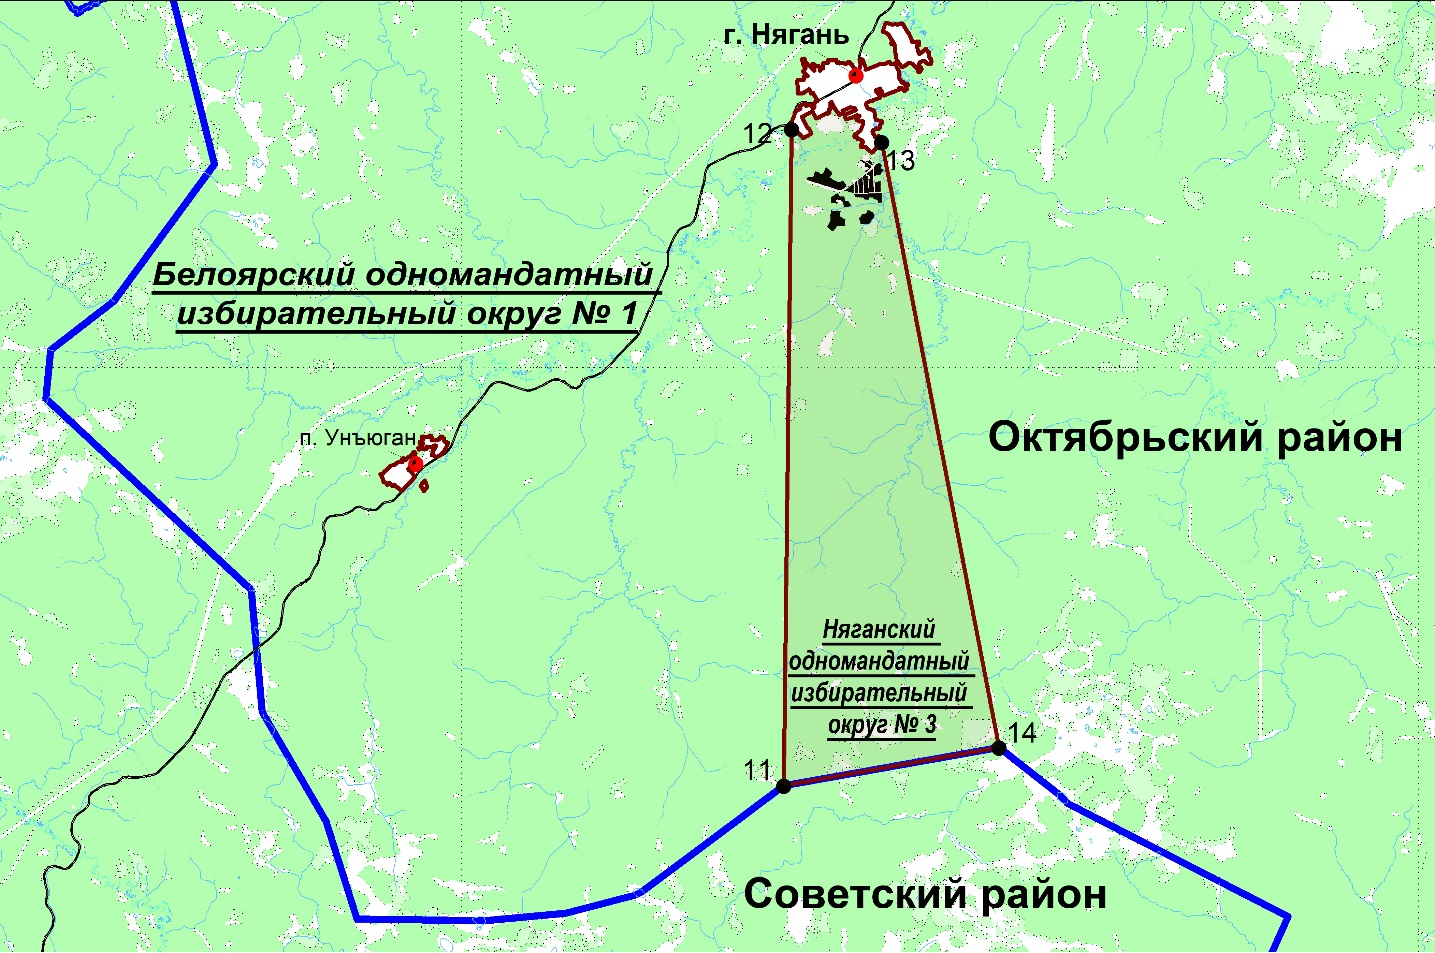 г. Нягань
12
13
Белоярский одномандатный
избирательный округ № 1
п. Унъюган
Октябрьский район
Няганский
одномандатный
избирательный
округ № 3
14
11
Советский район